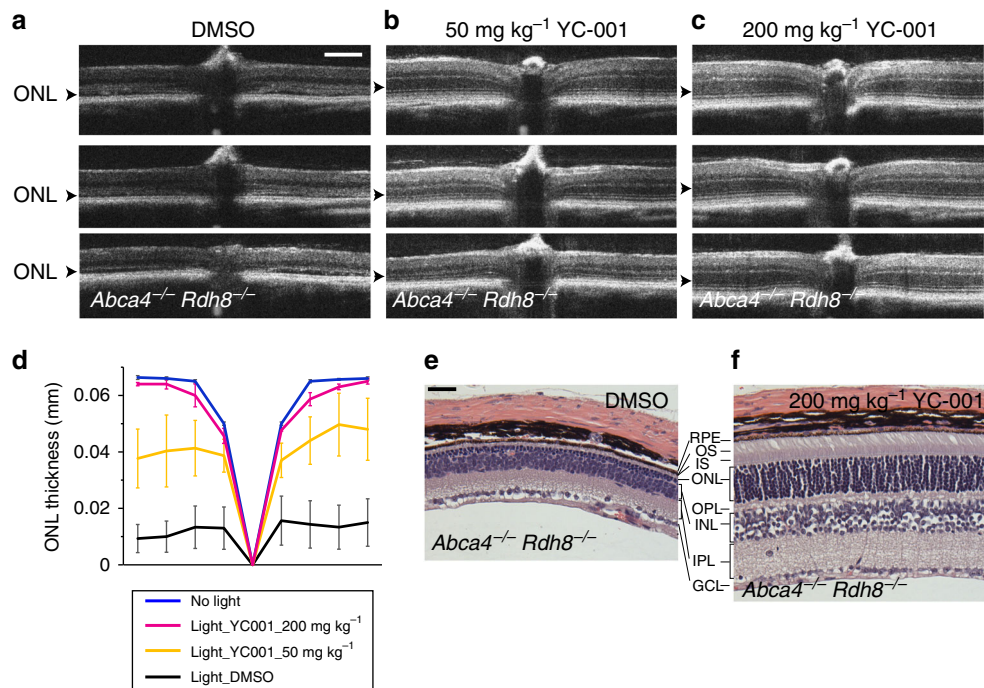 a
DMSO
b
50 mg kg⁻¹ YC-001
c
200 mg kg⁻¹ YC-001
ONL
ONL
ONL
Abca4⁻/⁻ Rdh8⁻/⁻
Abca4⁻/⁻ Rdh8⁻/⁻
Abca4⁻/⁻ Rdh8⁻/⁻
d
ONL thickness (mm)
0.06
0.04
0.02
0
No light
Light_YC001_200 mg kg⁻¹
Light_YC001_50 mg kg⁻¹
Light_DMSO
e
DMSO
Abca4⁻/⁻ Rdh8⁻/⁻
RPE
OS
IS
ONL
OPL
INL
IPL
GCL
f
200 mg kg⁻¹ YC-001
Abca4⁻/⁻ Rdh8⁻/⁻